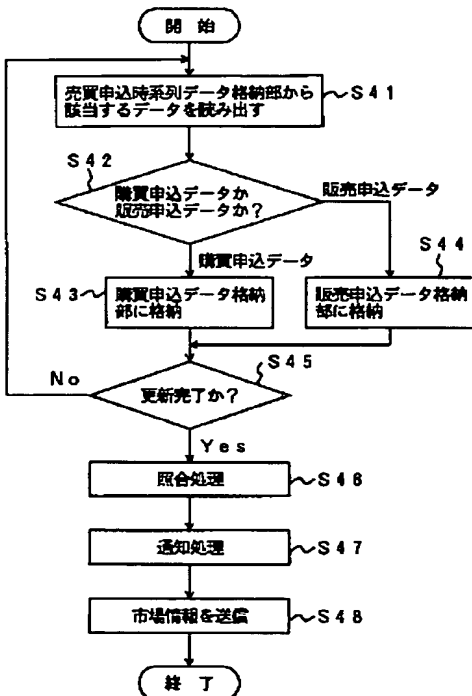 開 始
売買申込時系列データ格納部から
該当するデータを読み出す
S41
S42
購買申込データか
販売申込データか？
販売申込データ
購買申込データ
S43
購買申込データ格納
部に格納
S44
販売申込データ格納
部に格納
S45
No
更新完了か？
Yes
照合処理
S46
通知処理
S47
市場情報を送信
S48
終 了